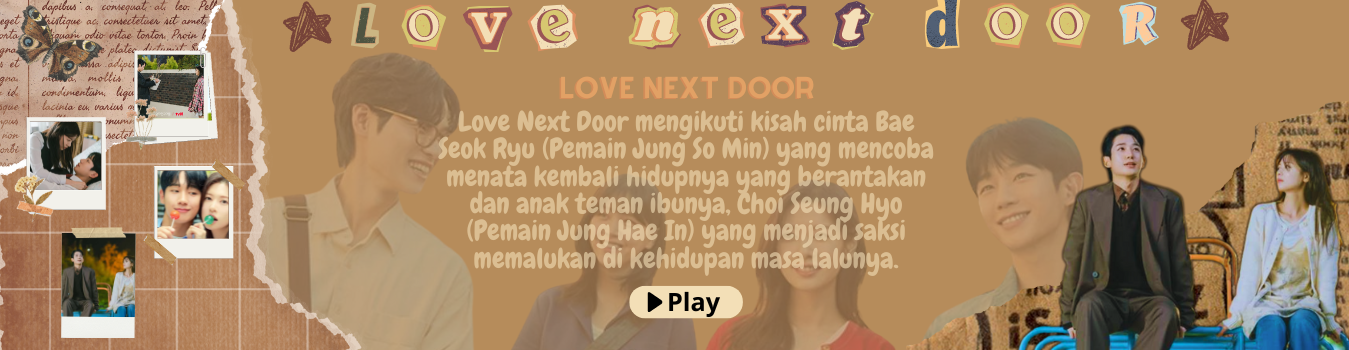 Love next dOOR
LOVE NEXT DOOR
Love Next Door mengikuti kisah cinta Bae
Seok Ryu (Pemain Jung So Min) yang mencoba
menata kembali hidupnya yang berantakan
dan anak teman ibunya, Choi Seung Hyo
(Pemain Jung Hae In) yang menjadi saksi
memalukan di kehidupan masa lalunya.
Play